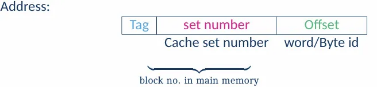 Address:
Tag set number Offset
Cache set number word/Byte id
block no. in main memory